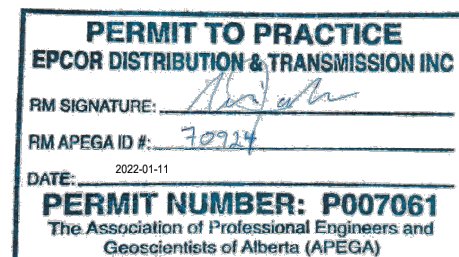 PERMIT TO PRACTICE
EPCOR DISTRIBUTION & TRANSMISSION INC
RM SIGNATURE:
RM APEGA ID #: 70924
DATE: 2022-01-11
PERMIT NUMBER: P007061
The Association of Professional Engineers and
Geoscientists of Alberta (APEGA)